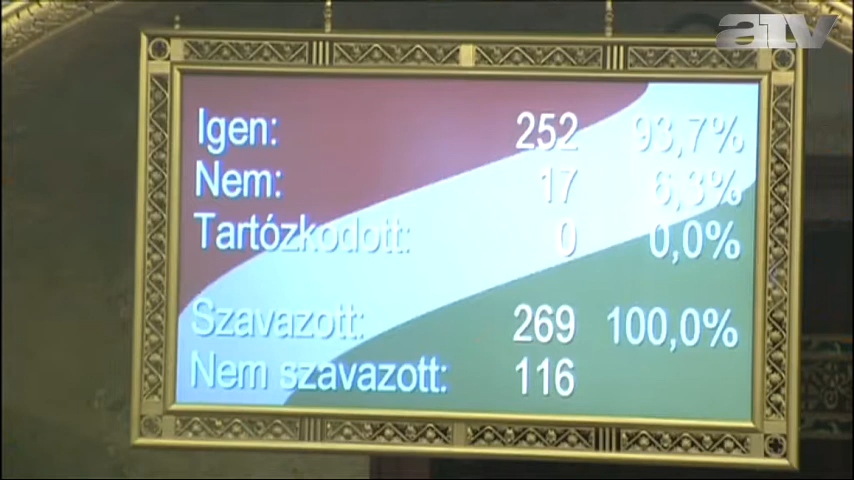 atv
Igen: 252 93,7%
Nem: 17 6,3%
Tartózkodott: 0 0,0%
Szavazott: 269 100,0%
Nem szavazott: 116